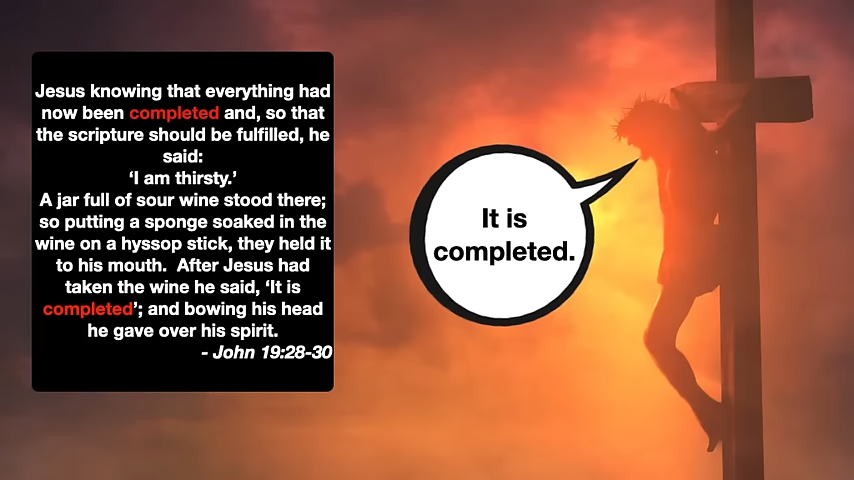 Jesus knowing that everything had
now been completed and, so that
the scripture should be fulfilled, he
said:
‘I am thirsty.’
A jar full of sour wine stood there;
so putting a sponge soaked in the
wine on a hyssop stick, they held it
to his mouth.  After Jesus had
taken the wine he said, ‘It is
completed’; and bowing his head
he gave over his spirit.
- John 19:28-30
It is
completed.